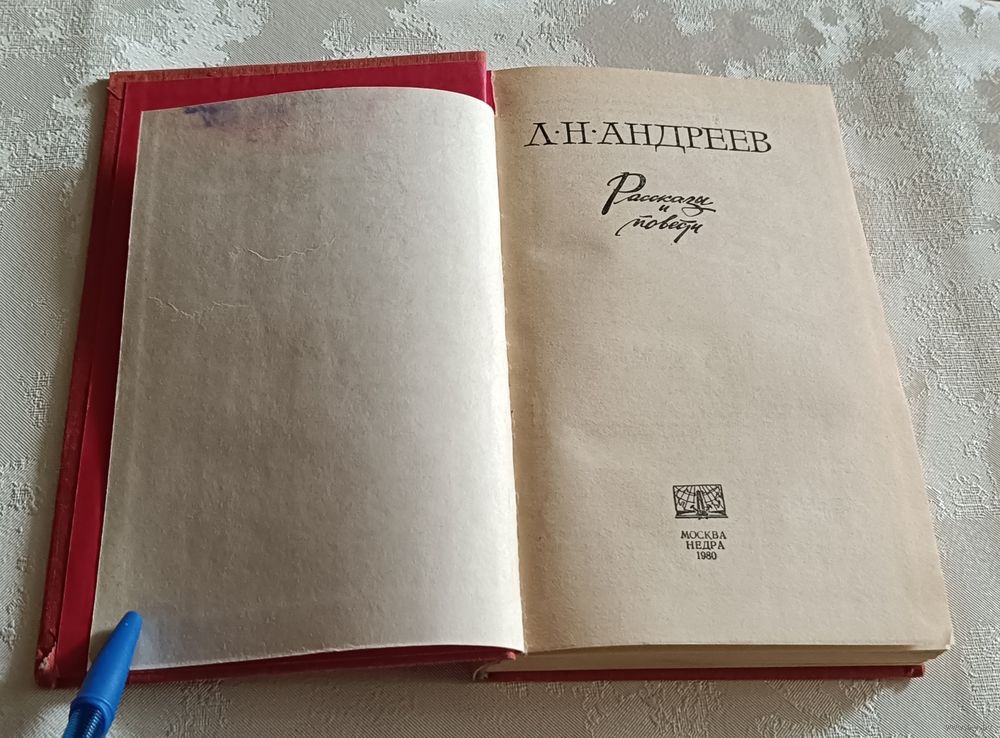 Л·Н·АНДРЕЕВ
Рассказы
и
повести
МОСКВА
НЕДРА
1980